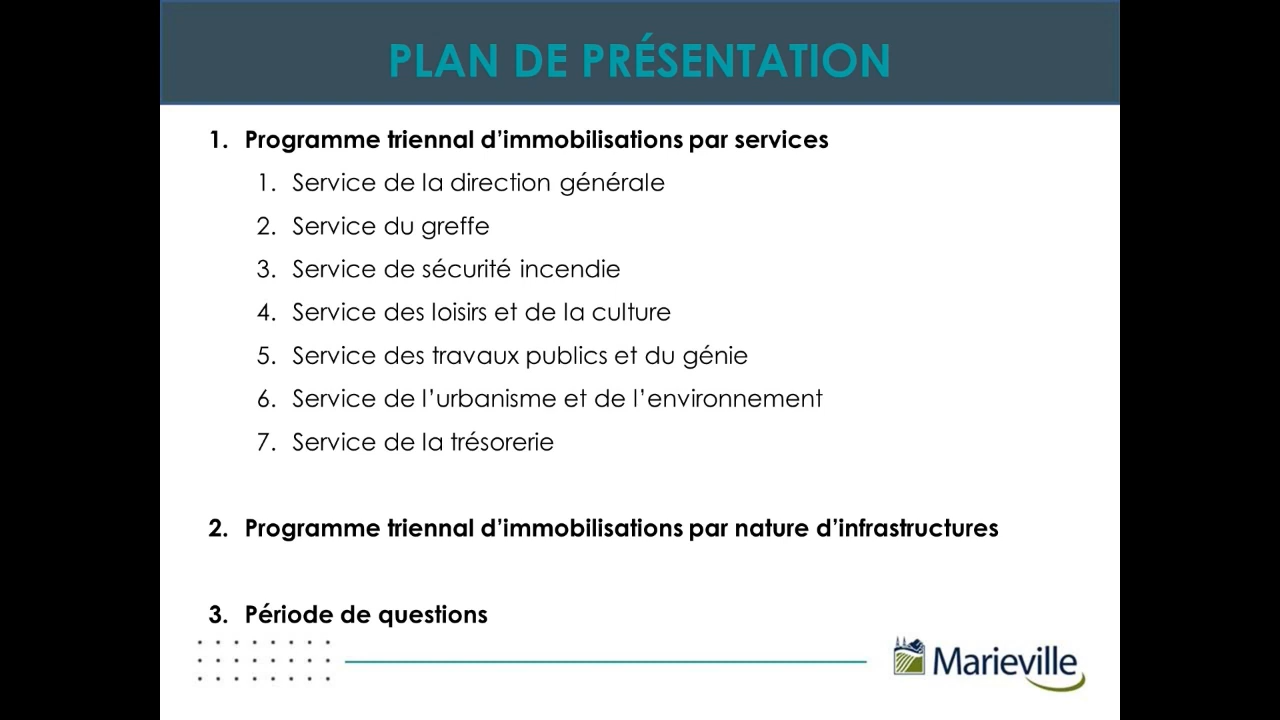 PLAN DE PRÉSENTATION
1. Programme triennal d’immobilisations par services
1. Service de la direction générale
2. Service du greffe
3. Service de sécurité incendie
4. Service des loisirs et de la culture
5. Service des travaux publics et du génie
6. Service de l’urbanisme et de l’environnement
7. Service de la trésorerie
2. Programme triennal d’immobilisations par nature d’infrastructures
3. Période de questions
Marieville